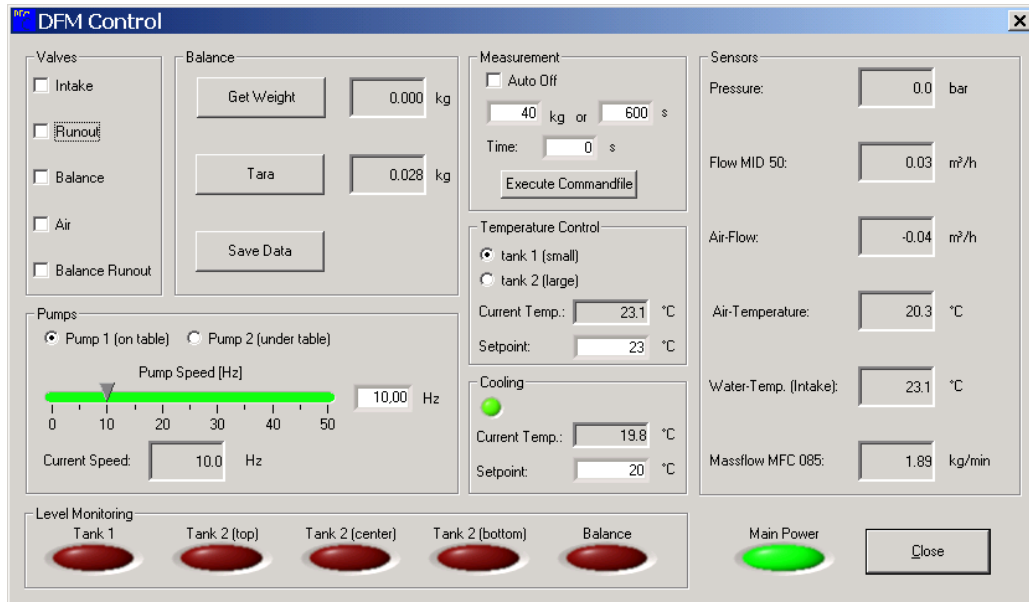 DFM Control
Valves
Intake
Runout
Balance
Air
Balance Runout
Balance
Get Weight 0.000 kg
Tara 0.028 kg
Save Data
Measurement
Auto Off
40 kg or 600 s
Time: 0 s
Execute Commandfile
Temperature Control
tank 1 (small)
tank 2 (large)
Current Temp.: 23.1 °C
Setpoint: 23 °C
Cooling
Current Temp.: 19.8 °C
Setpoint: 20 °C
Sensors
Pressure: 0.0 bar
Flow MID 50: 0.03 m³/h
Air-Flow: -0.04 m³/h
Air-Temperature: 20.3 °C
Water-Temp. (Intake): 23.1 °C
Massflow MFC 085: 1.89 kg/min
Pumps
Pump 1 (on table) Pump 2 (under table)
Pump Speed [Hz]
10,00 Hz
0 10 20 30 40 50
Current Speed: 10.0 Hz
Level Monitoring
Tank 1 Tank 2 (top) Tank 2 (center) Tank 2 (bottom) Balance
Main Power
Close